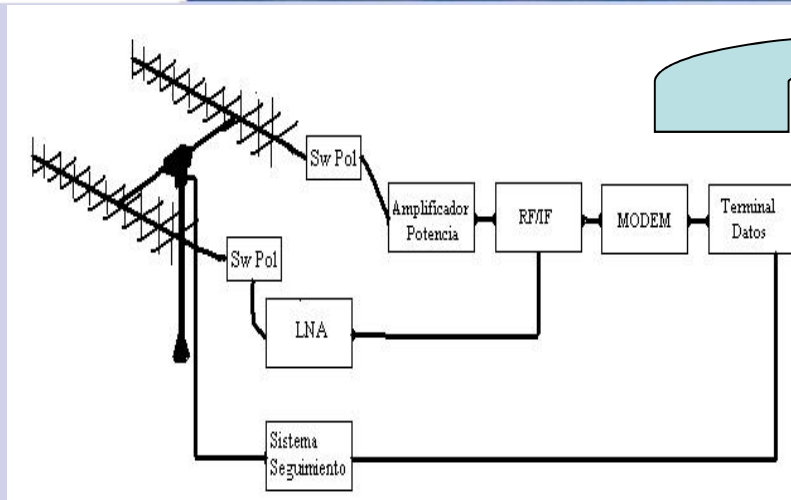 Sw Pol
Amplificador
Potencia
RF/IF
MODEM
Terminal
Datos
Sw Pol
LNA
Sistema
Seguimiento